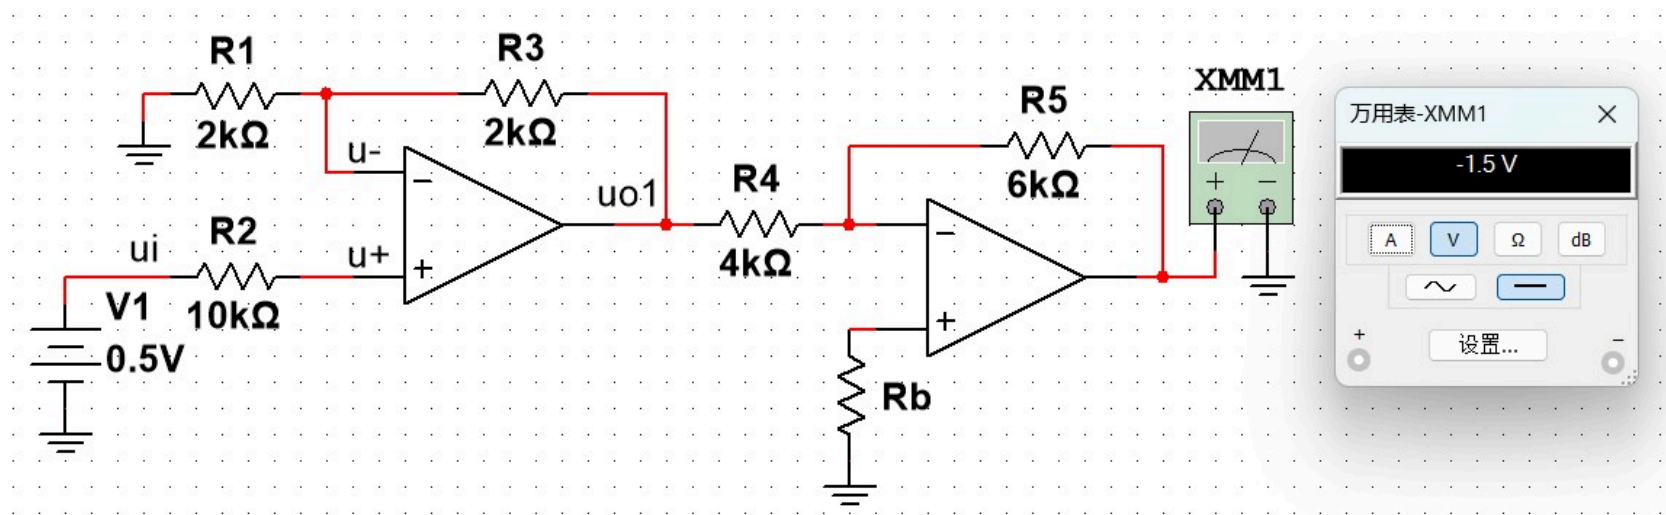 R1
2kΩ
R3
2kΩ
u-
uo1
ui
R2
10kΩ
u+
V1
0.5V
R4
4kΩ
R5
6kΩ
Rb
XMM1
+ −
− +
− +
万用表-XMM1
-1.5 V
A V Ω dB
+ −
设置...